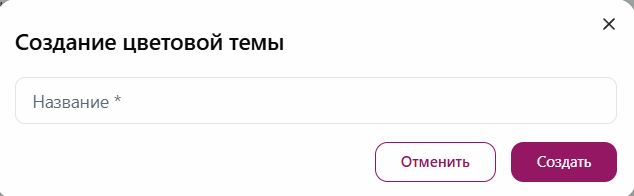 Создание цветовой темы
Название *
Отменить
Создать